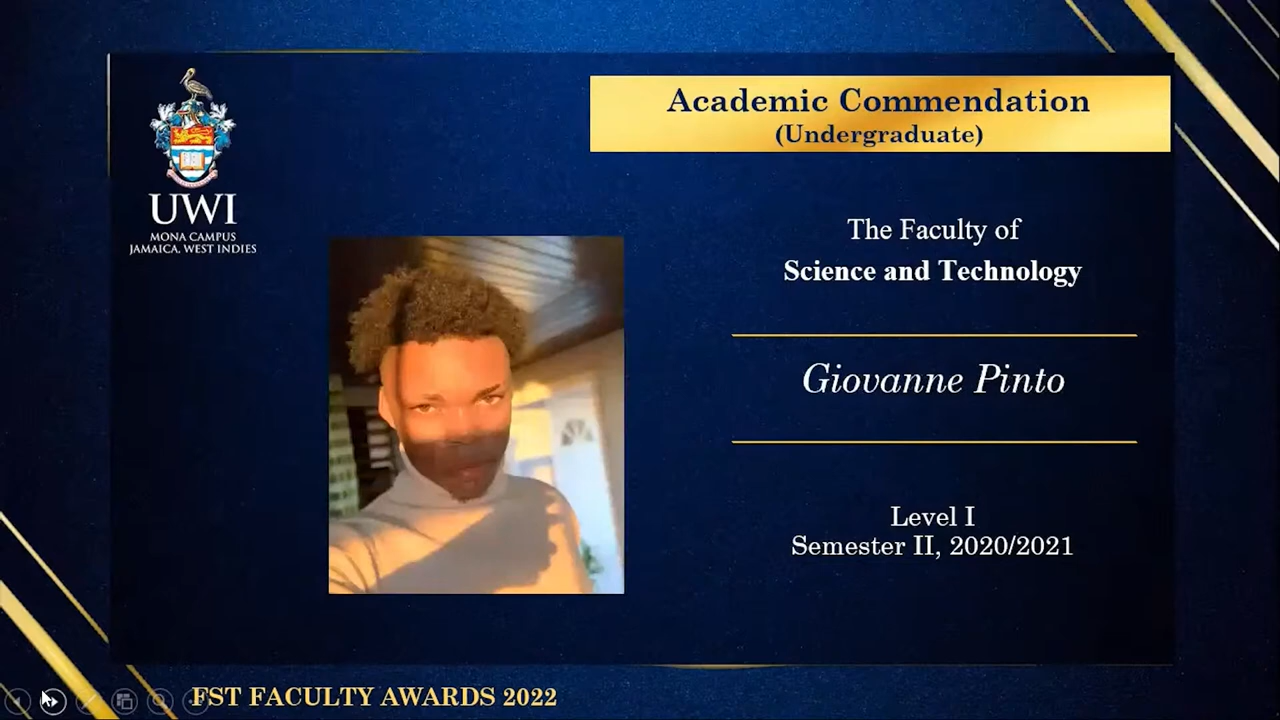 UWI
MONA CAMPUS
JAMAICA, WEST INDIES
Academic Commendation
(Undergraduate)
The Faculty of
Science and Technology
Giovanne Pinto
Level I
Semester II, 2020/2021
FST FACULTY AWARDS 2022